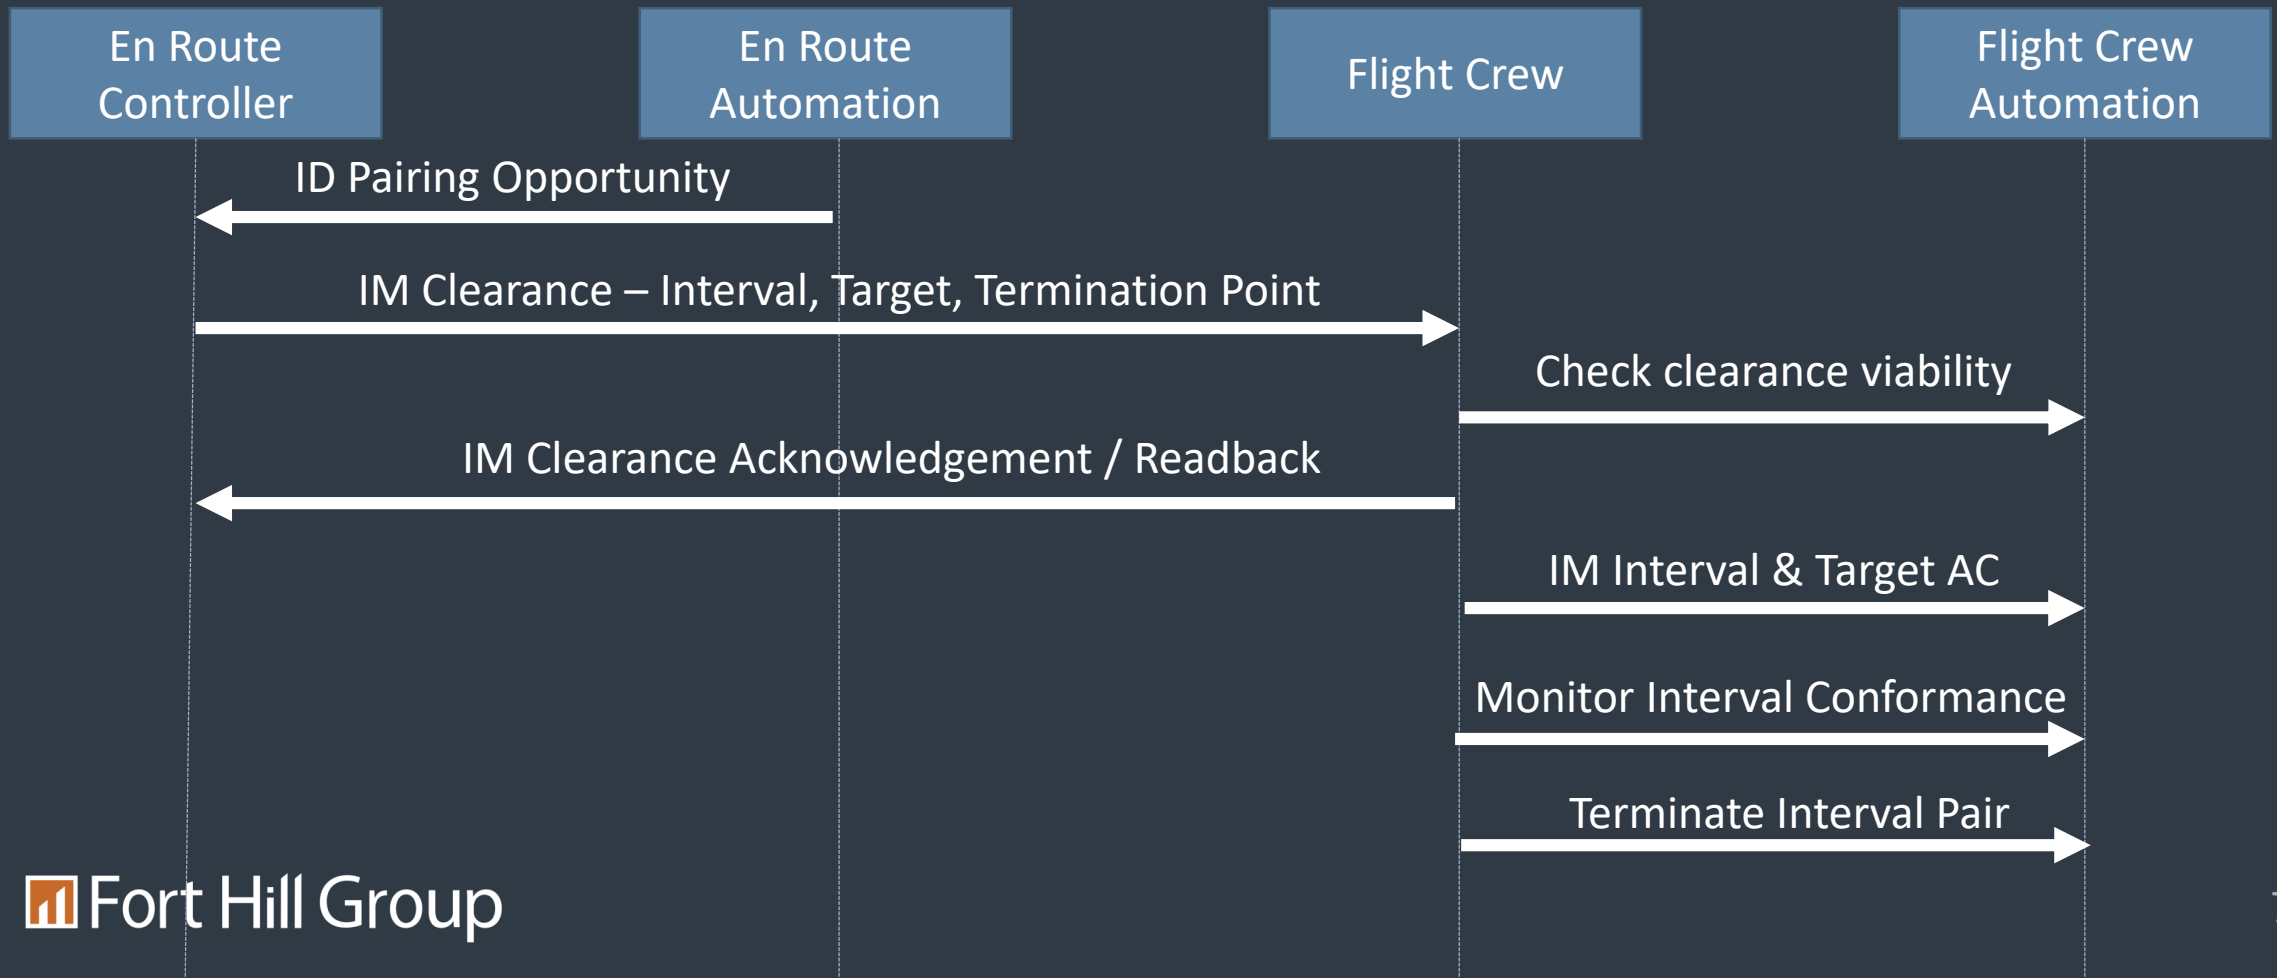 En Route
Controller
En Route
Automation
Flight Crew
Flight Crew
Automation
ID Pairing Opportunity
IM Clearance – Interval, Target, Termination Point
Check clearance viability
IM Clearance Acknowledgement / Readback
IM Interval & Target AC
Monitor Interval Conformance
Terminate Interval Pair
Fort Hill Group